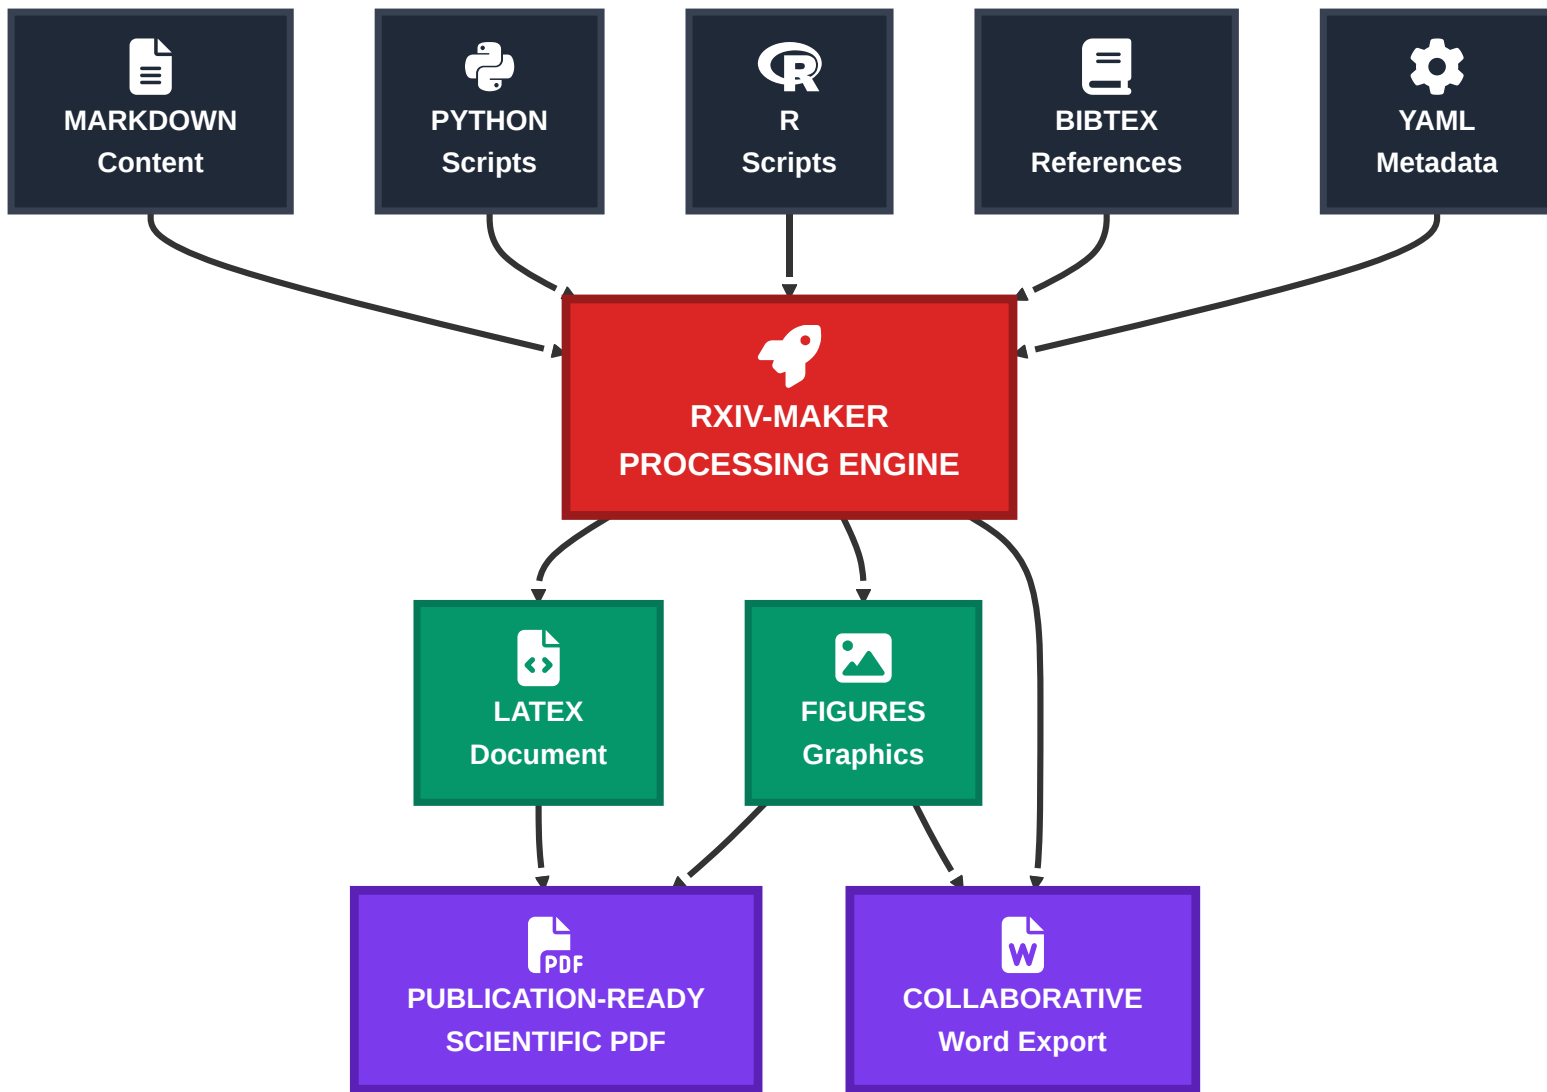 MARKDOWN
Content
PYTHON
Scripts
R
Scripts
BIBTEX
References
YAML
Metadata
RXIV-MAKER
PROCESSING ENGINE
LATEX
Document
FIGURES
Graphics
PDF
PUBLICATION-READY
SCIENTIFIC PDF
W
COLLABORATIVE
Word Export